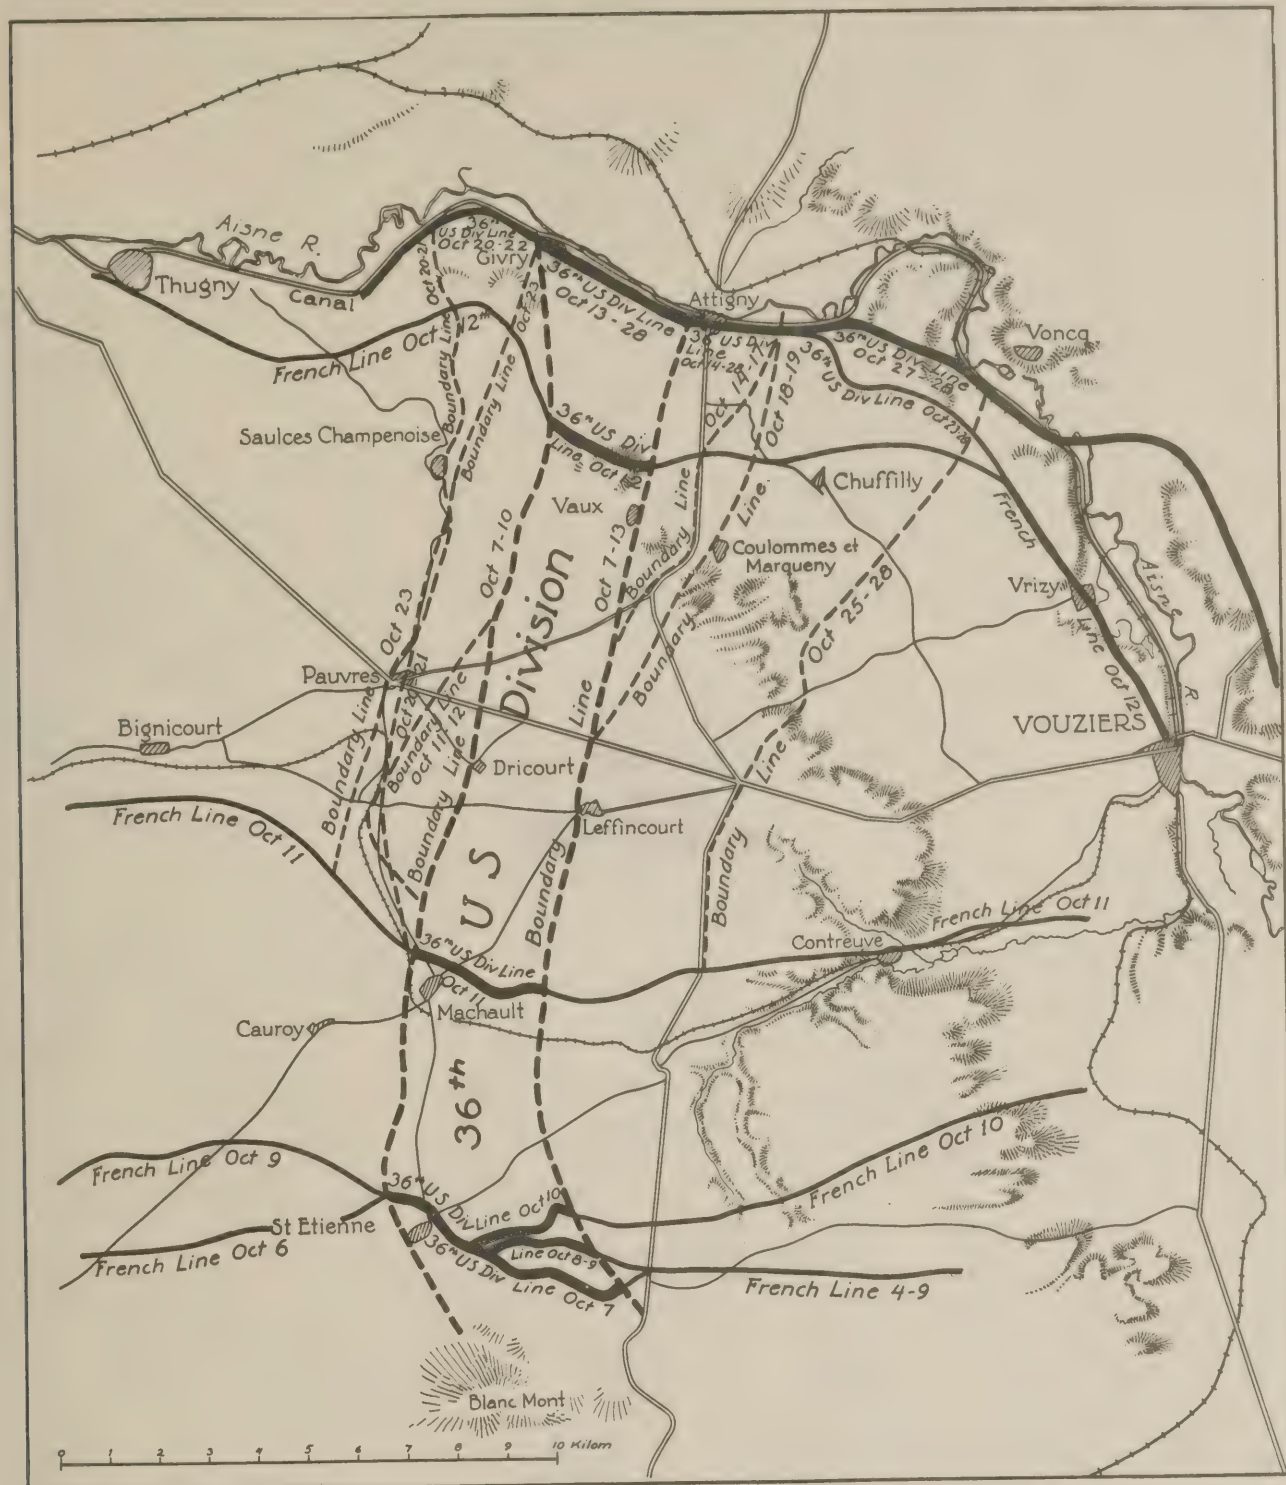 Aisne R.
Thugny
Canal
36th
US Div Line
Oct 20-22
Givry
Boundary Line Oct 20-21
Boundary Line Oct 23
36th US Div Line
Oct 13-28
Attigny
36 US Div
Line
Oct 14-28
36th US Div Line
Oct 27-28
Voncq
36th US Div Line Oct 23-26
French Line Oct 12th
Oct 14-17
Oct 18-19
36th US Div
Line Oct 12
Saulces Champenoise
Vaux
Chuffilly
Coulommes et
Marqueny
French Line Oct 12
Vrizy
Aisne R.
Oct 7-10
Oct 7-13
Boundary Line
Boundary Line
Oct 25-28
Oct 23
Pauvres
Oct 20-21
Boundary Line
Boundary Line
Oct 11-12
Boundary Line
Boundary Line
Boundary Line
Bignicourt
VOUZIERS
Dricourt
Leffincourt
French Line Oct 11
36th US Division
36th US Div Line
Oct 11
Machault
Contreuve
French Line Oct 11
Cauroy
French Line Oct 9
French Line Oct 10
36th US Div Line Oct 10
St Etienne
French Line Oct 6
Line Oct 8-9
36th US Div Line Oct 7
French Line 4-9
Blanc Mont
0 1 2 3 4 5 6 7 8 9 10 Kilom